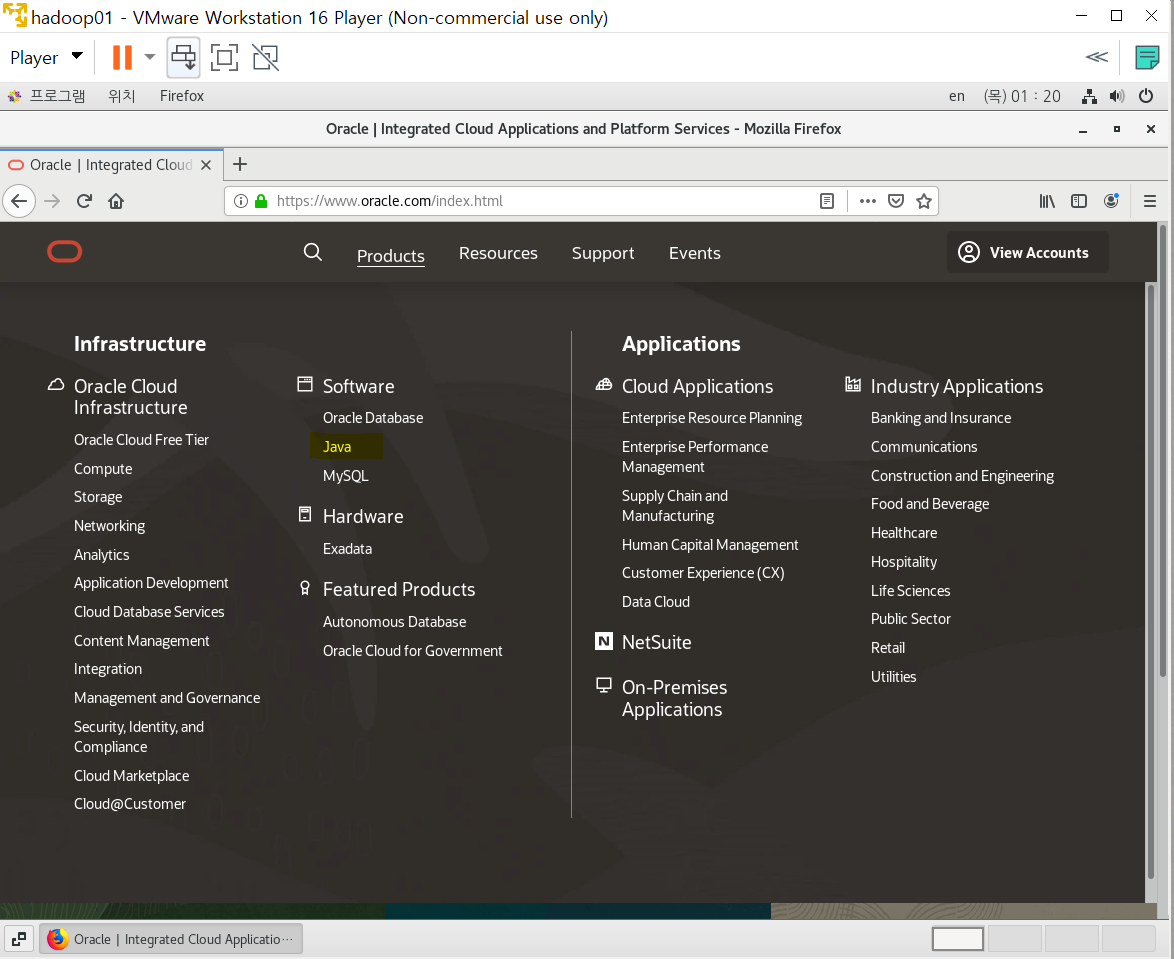 hadoop01 - VMware Workstation 16 Player (Non-commercial use only)
Player
프로그램 위치 Firefox en (목) 01 : 20
Oracle | Integrated Cloud Applications and Platform Services - Mozilla Firefox
Oracle | Integrated Cloud
https://www.oracle.com/index.html
Products Resources Support Events View Accounts
Infrastructure
Oracle Cloud
Infrastructure
Oracle Cloud Free Tier
Compute
Storage
Networking
Analytics
Application Development
Cloud Database Services
Content Management
Integration
Management and Governance
Security, Identity, and
Compliance
Cloud Marketplace
Cloud@Customer
Software
Oracle Database
Java
MySQL
Hardware
Exadata
Featured Products
Autonomous Database
Oracle Cloud for Government
Applications
Cloud Applications
Enterprise Resource Planning
Enterprise Performance
Management
Supply Chain and
Manufacturing
Human Capital Management
Customer Experience (CX)
Data Cloud
N NetSuite
On-Premises
Applications
Industry Applications
Banking and Insurance
Communications
Construction and Engineering
Food and Beverage
Healthcare
Hospitality
Life Sciences
Public Sector
Retail
Utilities
Oracle | Integrated Cloud Applicatio···